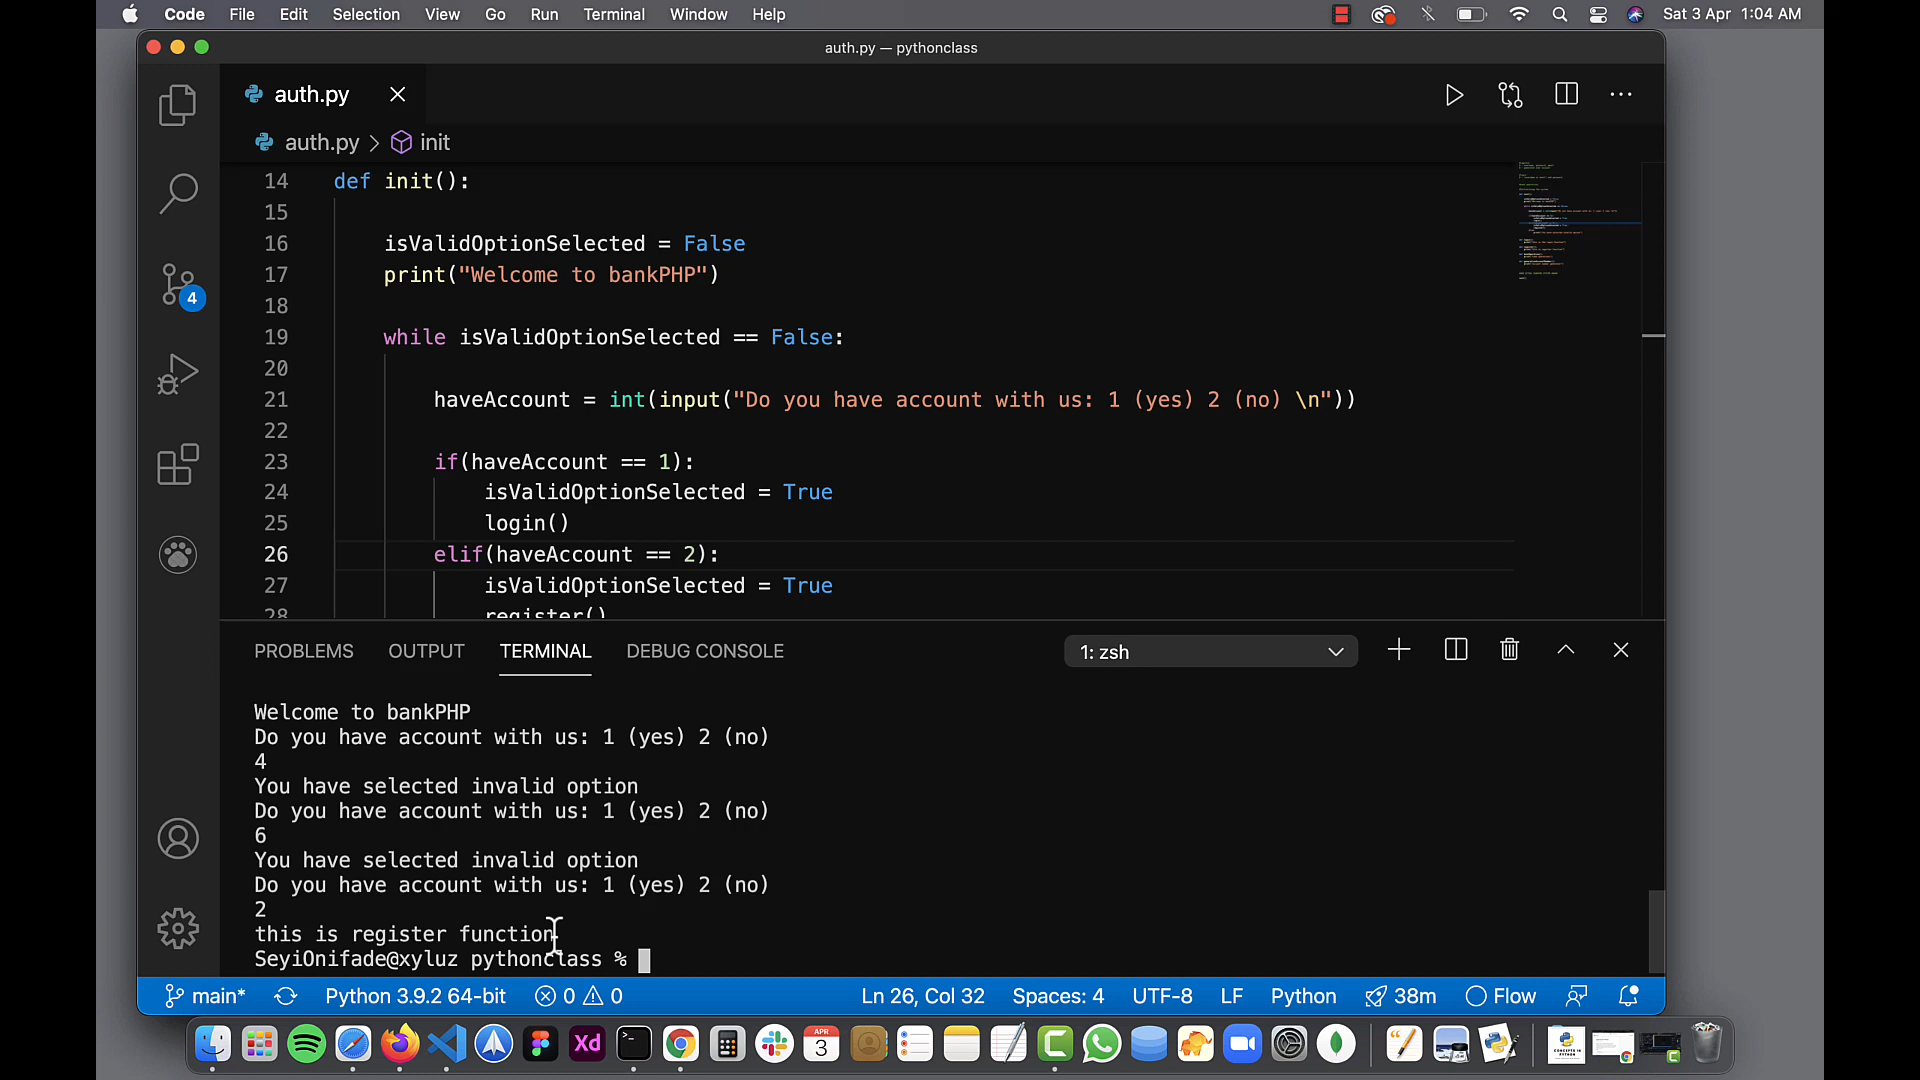 Code File Edit Selection View Go Run Terminal Window Help Sat 3 Apr 1:04 AM
auth.py — pythonclass
auth.py
auth.py > init
14 def init():
15
16 isValidOptionSelected = False
17 print("Welcome to bankPHP")
18
19 while isValidOptionSelected == False:
20
21 haveAccount = int(input("Do you have account with us: 1 (yes) 2 (no) \n"))
22
23 if(haveAccount == 1):
24 isValidOptionSelected = True
25 login()
26 elif(haveAccount == 2):
27 isValidOptionSelected = True
28 register()
4
PROBLEMS OUTPUT TERMINAL DEBUG CONSOLE 1: zsh
Welcome to bankPHP
Do you have account with us: 1 (yes) 2 (no)
4
You have selected invalid option
Do you have account with us: 1 (yes) 2 (no)
6
You have selected invalid option
Do you have account with us: 1 (yes) 2 (no)
2
this is register function
SeyiOnifade@xyluz pythonclass %
main* Python 3.9.2 64-bit 0 0 Ln 26, Col 32 Spaces: 4 UTF-8 LF Python 38m Flow
Xd
APR
3